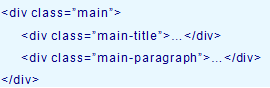 <div class="main">
<div class="main-title">...</div>
<div class="main-paragraph">...</div>
</div>